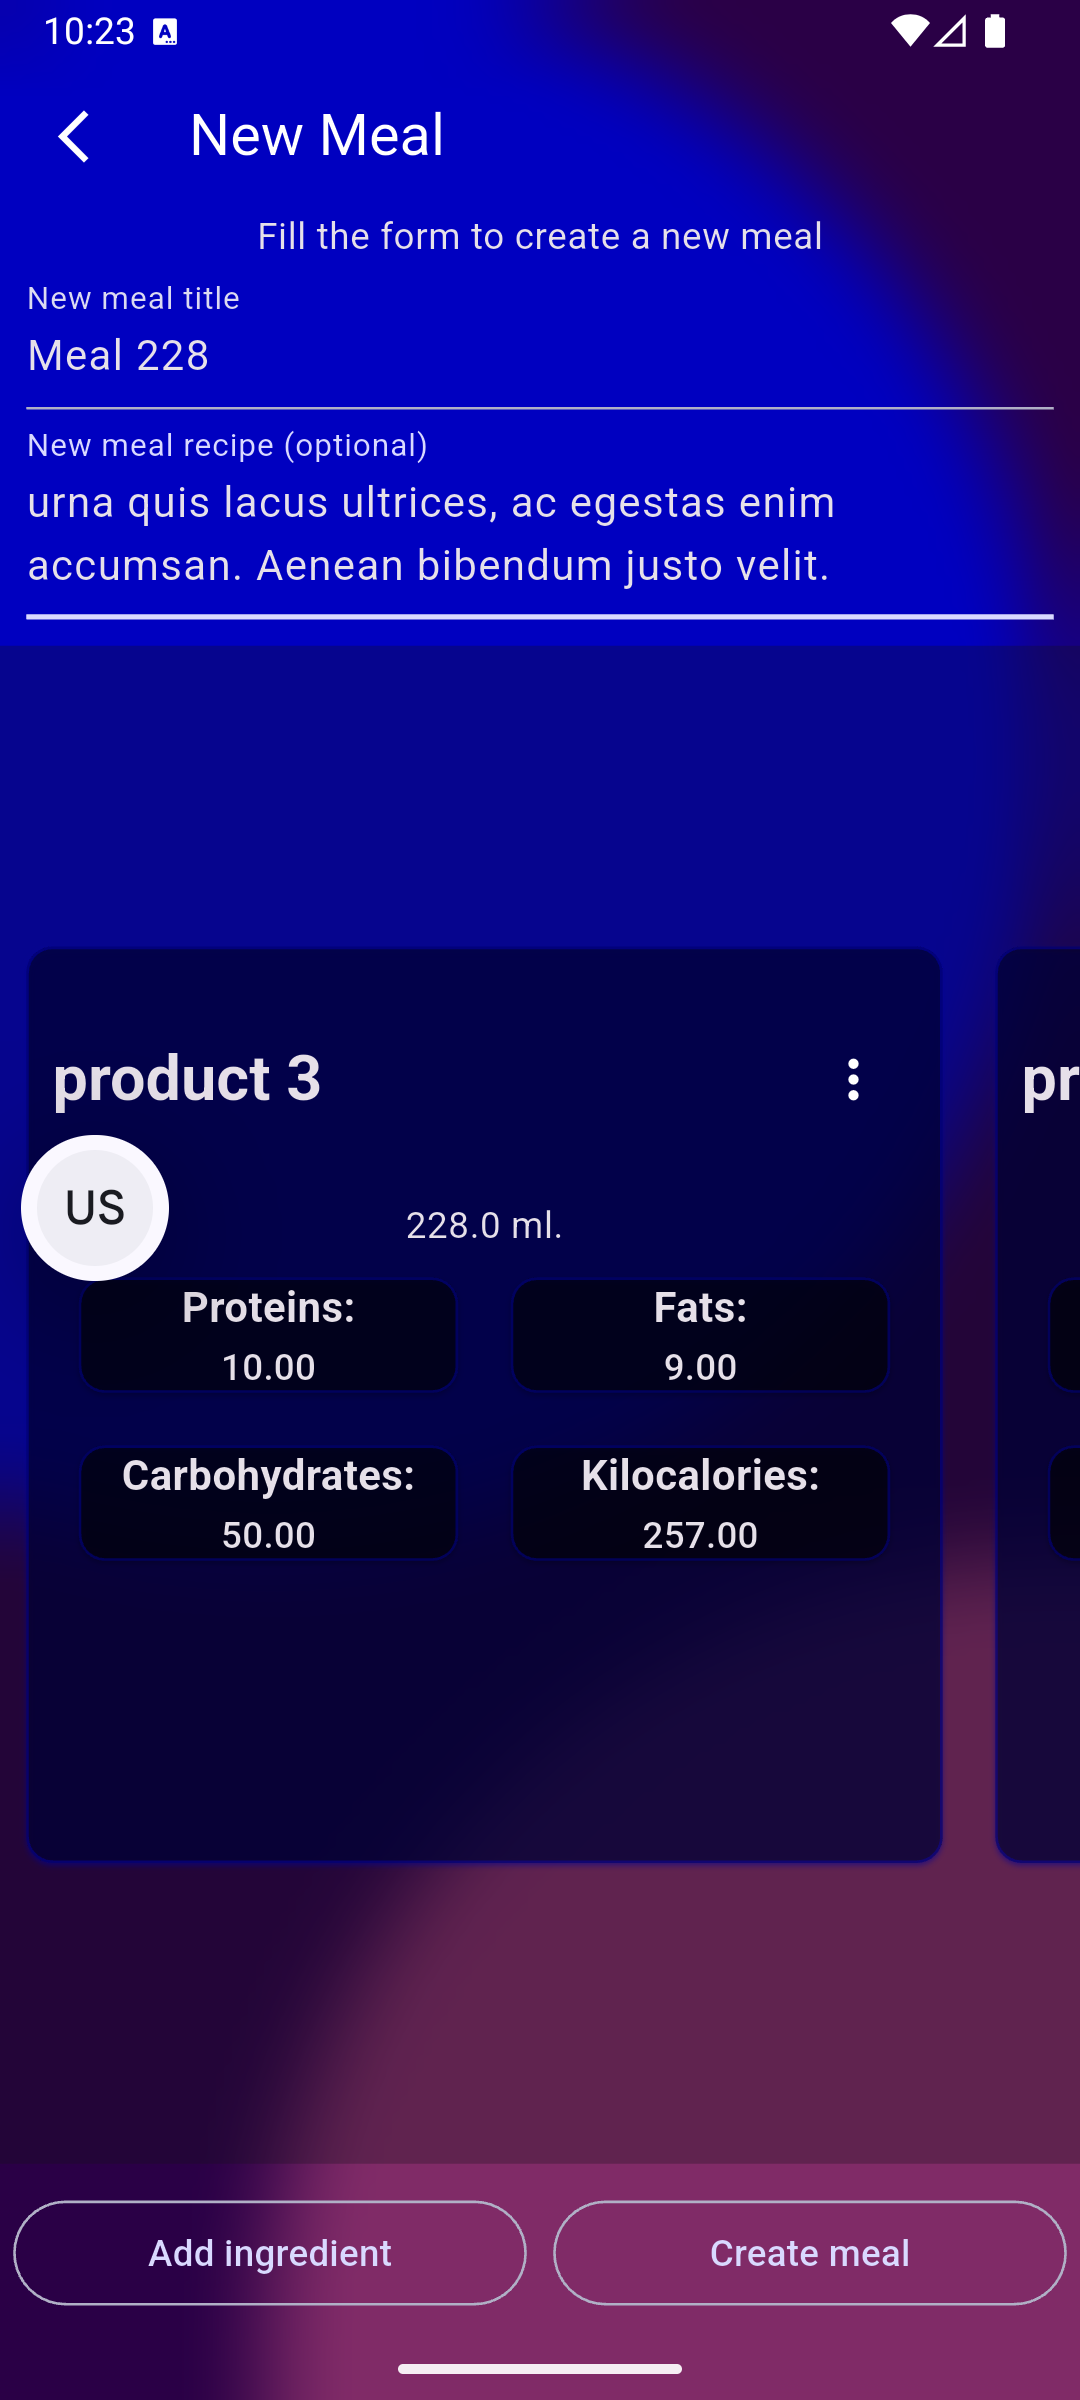 10:23
New Meal
Fill the form to create a new meal
New meal title
Meal 228
New meal recipe (optional)
urna quis lacus ultrices, ac egestas enim
accumsan. Aenean bibendum justo velit.
product 3
pr
US
228.0 ml.
Proteins:
10.00
Fats:
9.00
Carbohydrates:
50.00
Kilocalories:
257.00
Add ingredient
Create meal